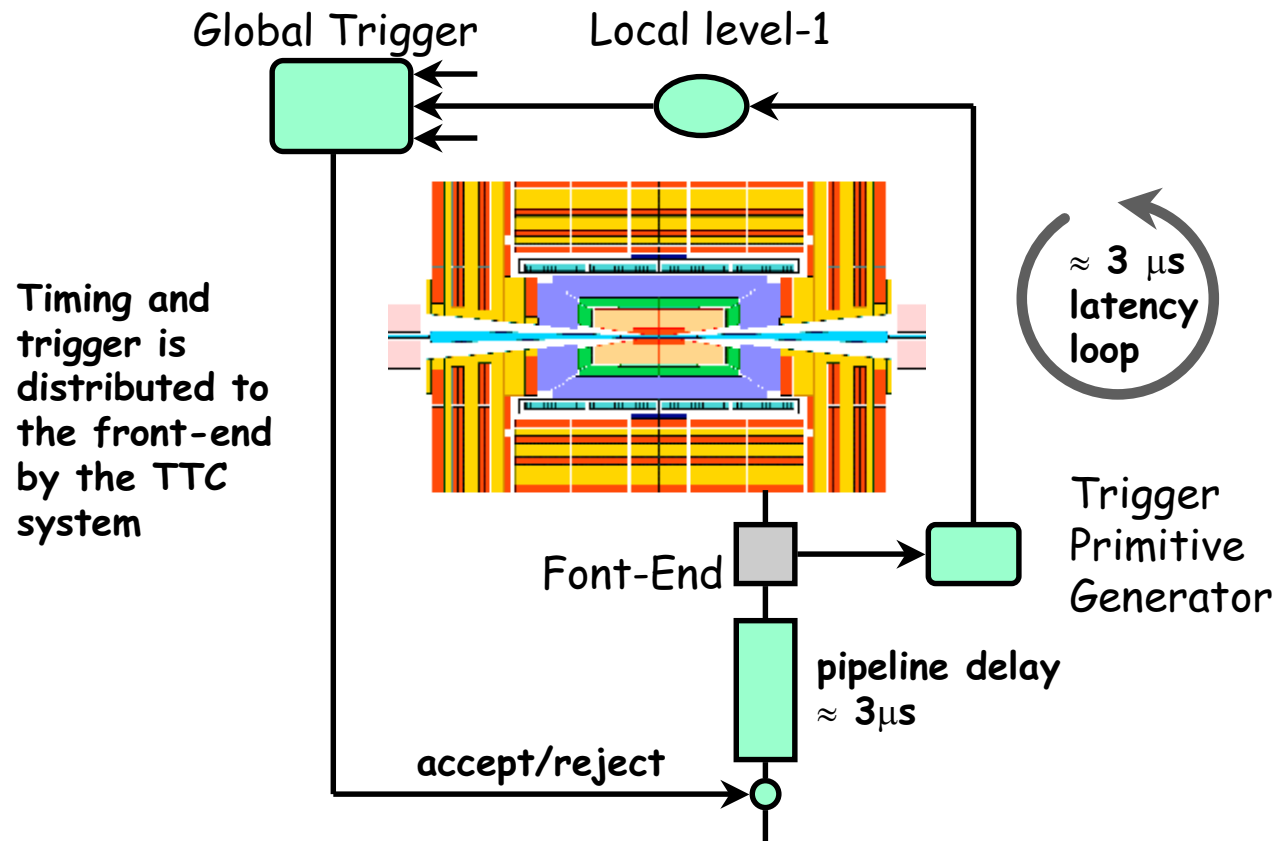 Global Trigger
Local level-1
≈ 3 μs
latency
loop
Timing and
trigger is
distributed to
the front-end
by the TTC
system
Trigger
Primitive
Generator
Font-End
pipeline delay
≈ 3μs
accept/reject